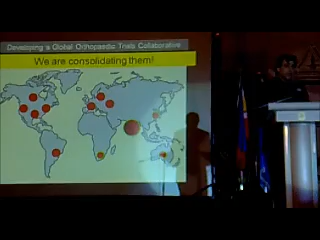 Developing a Global Orthopaedic Trials Collaborative
We are consolidating them!